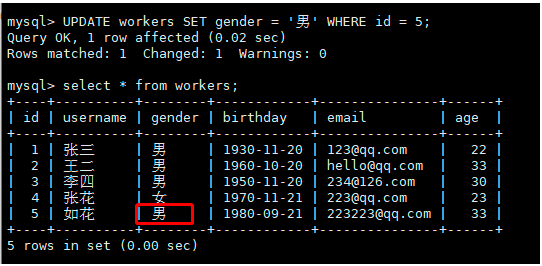 mysql> UPDATE workers SET gender = '男' WHERE id = 5;
Query OK, 1 row affected (0.02 sec)
Rows matched: 1  Changed: 1  Warnings: 0
mysql> select * from workers;
+----+----------+--------+------------+----------------+------+
| id | username | gender | birthday   | email          | age  |
+----+----------+--------+------------+----------------+------+
|  1 | 张三     | 男     | 1930-11-20 | 123@qq.com     |   22 |
|  2 | 王二     | 男     | 1960-10-20 | hello@qq.com   |   33 |
|  3 | 李四     | 男     | 1950-11-20 | 234@126.com    |   30 |
|  4 | 张花     | 女     | 1970-11-21 | 223@qq.com     |   23 |
|  5 | 如花     | 男     | 1980-09-21 | 223223@qq.com  |   33 |
+----+----------+--------+------------+----------------+------+
5 rows in set (0.00 sec)